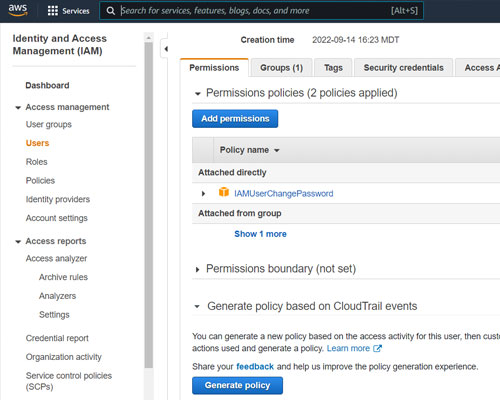 aws
Services
Search for services, features, blogs, docs, and more
[Alt+S]
Identity and Access
Management (IAM)
Dashboard
Access management
User groups
Users
Roles
Policies
Identity providers
Account settings
Access reports
Access analyzer
Archive rules
Analyzers
Settings
Credential report
Organization activity
Service control policies
(SCPs)
Creation time 2022-09-14 16:23 MDT
Permissions
Groups (1)
Tags
Security credentials
Access A
Permissions policies (2 policies applied)
Add permissions
Policy name
Attached directly
IAMUserChangePassword
Attached from group
Show 1 more
Permissions boundary (not set)
Generate policy based on CloudTrail events
You can generate a new policy based on the access activity for this user, then cust
actions used and generate a policy. Learn more
Share your feedback and help us improve the policy generation experience.
Generate policy